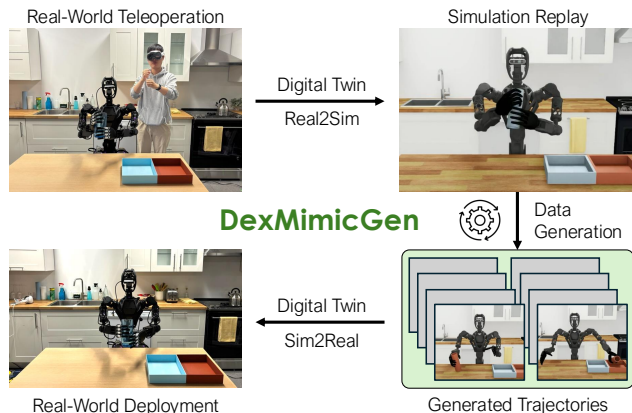 Real-World Teleoperation
Simulation Replay
Digital Twin
Real2Sim
DexMimicGen
Data
Generation
Digital Twin
Sim2Real
Real-World Deployment
Generated Trajectories